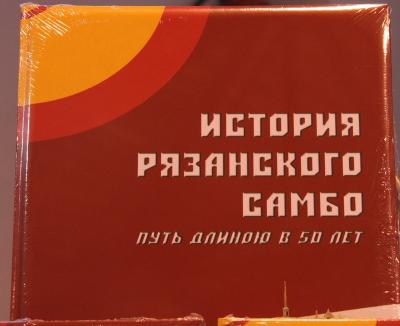 ИСТОРИЯ
РЯЗАНСКОГО
САМБО
ПУТЬ ДЛИНОЮ В 50 ЛЕТ